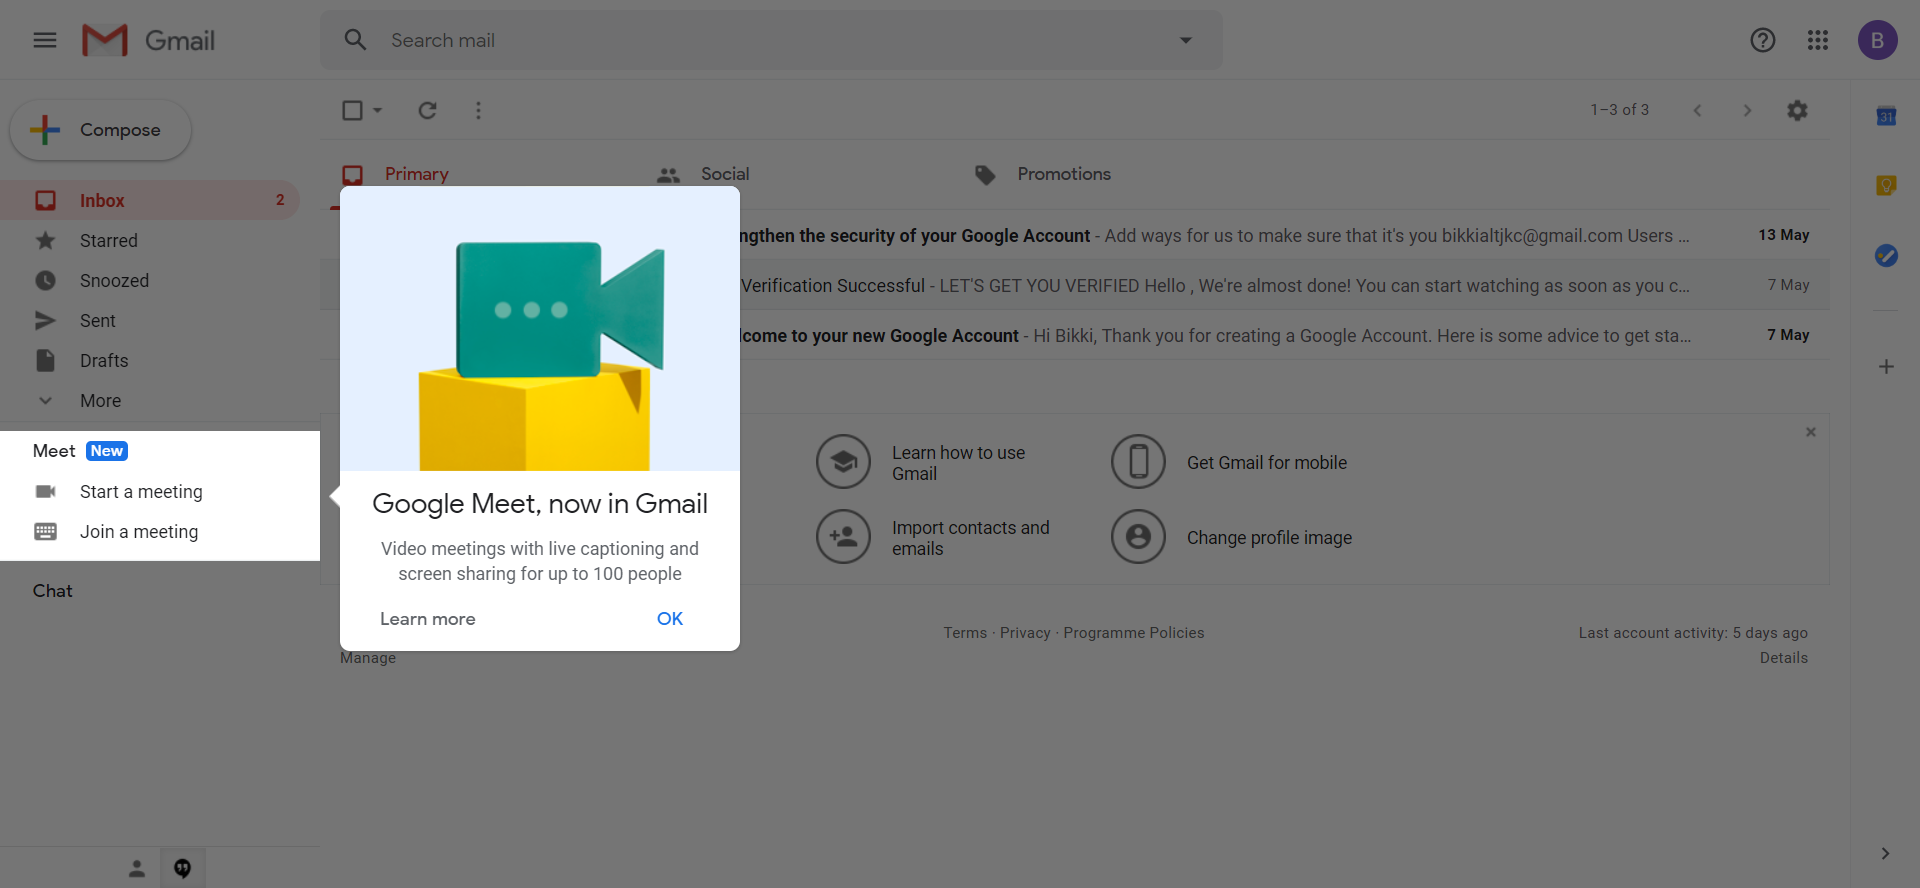 Gmail
Search mail
B
Compose
1–3 of 3
31
Primary
Social
Promotions
Inbox 2
Starred
Snoozed
Sent
Drafts
More
ngthen the security of your Google Account - Add ways for us to make sure that it's you bikkialtjkc@gmail.com Users ... 13 May
Verification Successful - LET'S GET YOU VERIFIED Hello , We're almost done! You can start watching as soon as you c... 7 May
lcome to your new Google Account - Hi Bikki, Thank you for creating a Google Account. Here is some advice to get sta... 7 May
Meet New
Start a meeting
Join a meeting
Chat
Google Meet, now in Gmail
Video meetings with live captioning and
screen sharing for up to 100 people
Learn more OK
Learn how to use
Gmail
Get Gmail for mobile
Import contacts and
emails
Change profile image
Manage
Terms · Privacy · Programme Policies
Last account activity: 5 days ago
Details